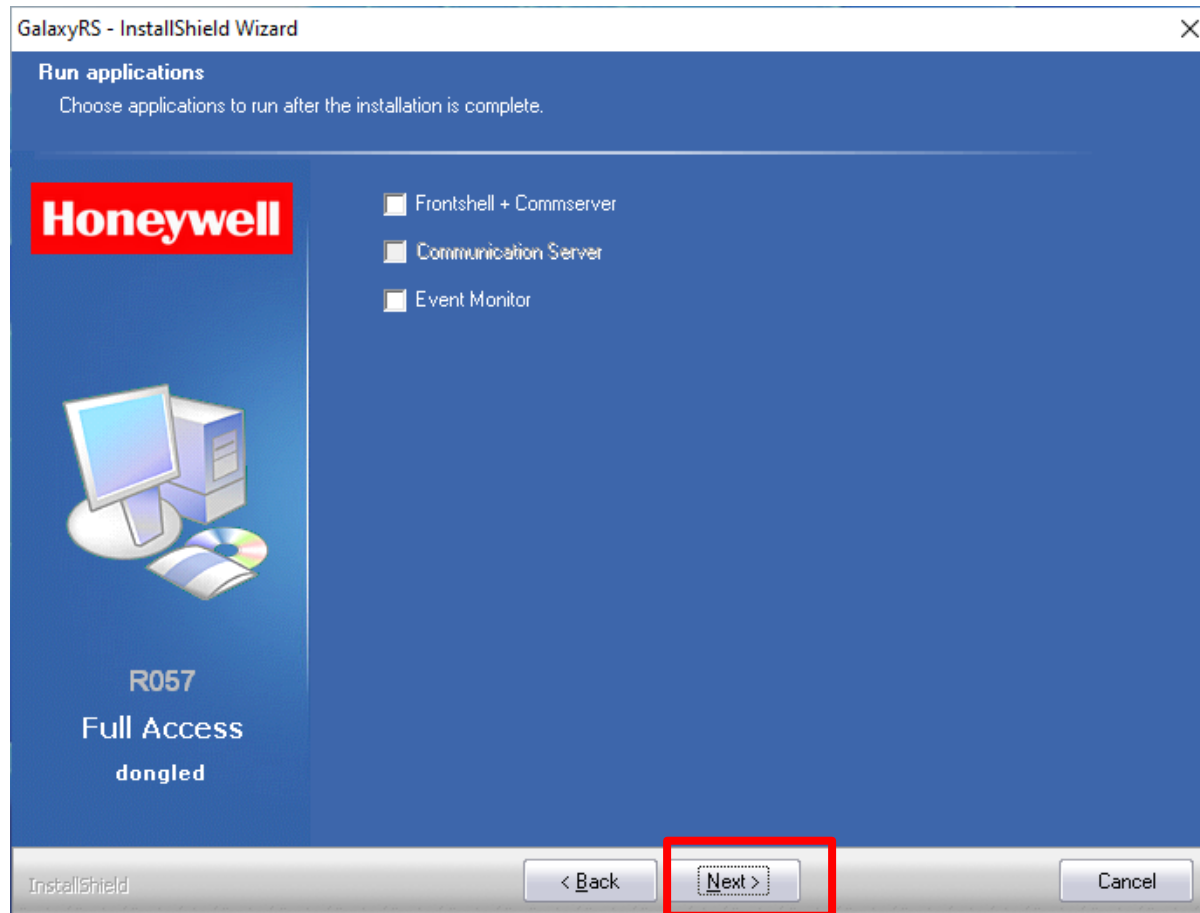 GalaxyRS - InstallShield Wizard
Run applications
Choose applications to run after the installation is complete.
Honeywell
Frontshell + Commserver
Communication Server
Event Monitor
R057
Full Access
dongled
InstallShield
< Back
Next >
Cancel